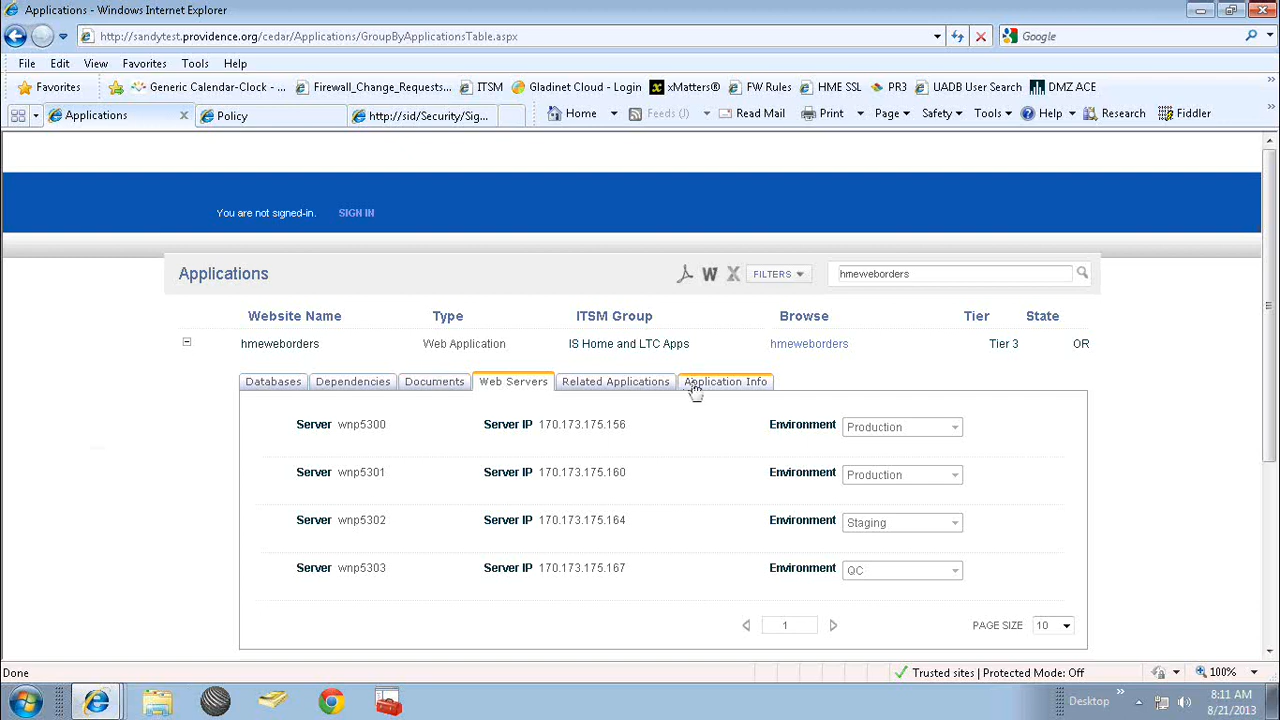 Applications - Windows Internet Explorer
http://sandytest.providence.org/cedar/Applications/GroupByApplicationsTable.aspx
Google
File Edit View Favorites Tools Help
Favorites Generic Calendar-Clock - ... Firewall_Change_Requests... ITSM Gladinet Cloud - Login xMatters® FW Rules HME SSL PR3 UADB User Search DMZ ACE
Applications Policy http://sid/Security/Sig... Home Feeds (J) Read Mail Print Page Safety Tools Help Research Fiddler
You are not signed-in. SIGN IN
Applications W X FILTERS hmeweborders
Website Name Type ITSM Group Browse Tier State
hmeweborders Web Application IS Home and LTC Apps hmeweborders Tier 3 OR
Databases Dependencies Documents Web Servers Related Applications Application Info
Server wnp5300 Server IP 170.173.175.156 Environment Production
Server wnp5301 Server IP 170.173.175.160 Environment Production
Server wnp5302 Server IP 170.173.175.164 Environment Staging
Server wnp5303 Server IP 170.173.175.167 Environment QC
1 PAGE SIZE 10
Done Trusted sites | Protected Mode: Off 100%
Desktop 8:11 AM
8/21/2013